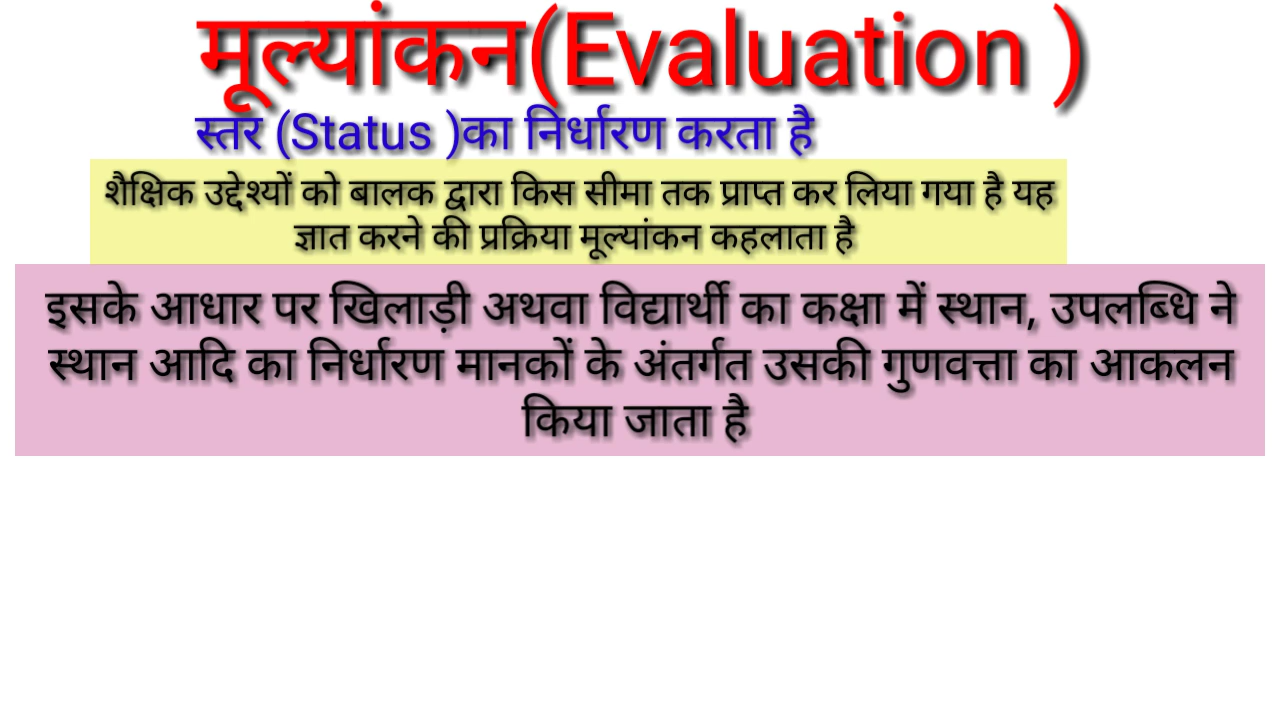 मूल्यांकन(Evaluation )
स्तर (Status )का निर्धारण करता है
शैक्षिक उद्देश्यों को बालक द्वारा किस सीमा तक प्राप्त कर लिया गया है यह
ज्ञात करने की प्रक्रिया मूल्यांकन कहलाता है
इसके आधार पर खिलाड़ी अथवा विद्यार्थी का कक्षा में स्थान, उपलब्धि ने
स्थान आदि का निर्धारण मानकों के अंतर्गत उसकी गुणवत्ता का आकलन
किया जाता है